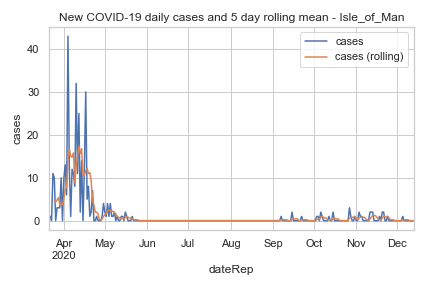 New COVID-19 daily cases and 5 day rolling mean - Isle_of_Man
cases
cases (rolling)
cases
40
30
20
10
0
Apr
2020
May
Jun
Jul
Aug
Sep
Oct
Nov
Dec
dateRep